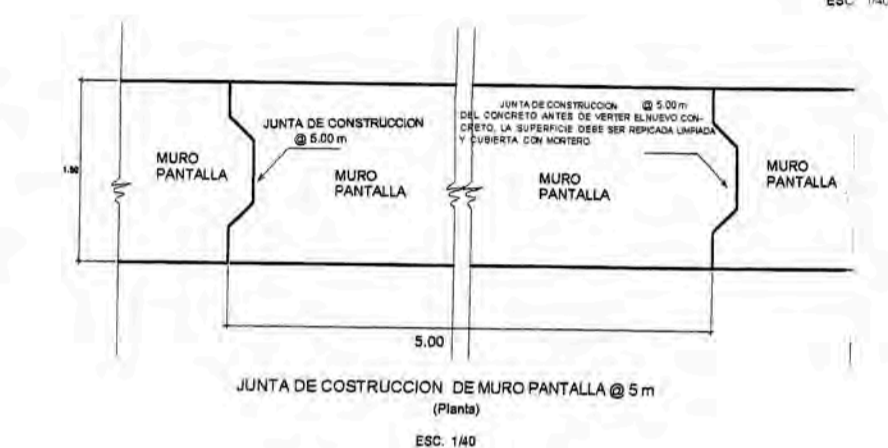 ESC. 1/40
JUNTA DE CONSTRUCCION @ 5.00 m
DEL CONCRETO ANTES DE VERTER EL NUEVO CON-
CRETO, LA SUPERFICIE DEBE SER REPICADA LIMPIADA
Y CUBIERTA CON MORTERO
JUNTA DE CONSTRUCCION
@ 5.00 m
MURO
PANTALLA
MURO
PANTALLA
MURO
PANTALLA
MURO
PANTALLA
1.50
5.00
JUNTA DE COSTRUCCION DE MURO PANTALLA @ 5 m
(Planta)
ESC. 1/40